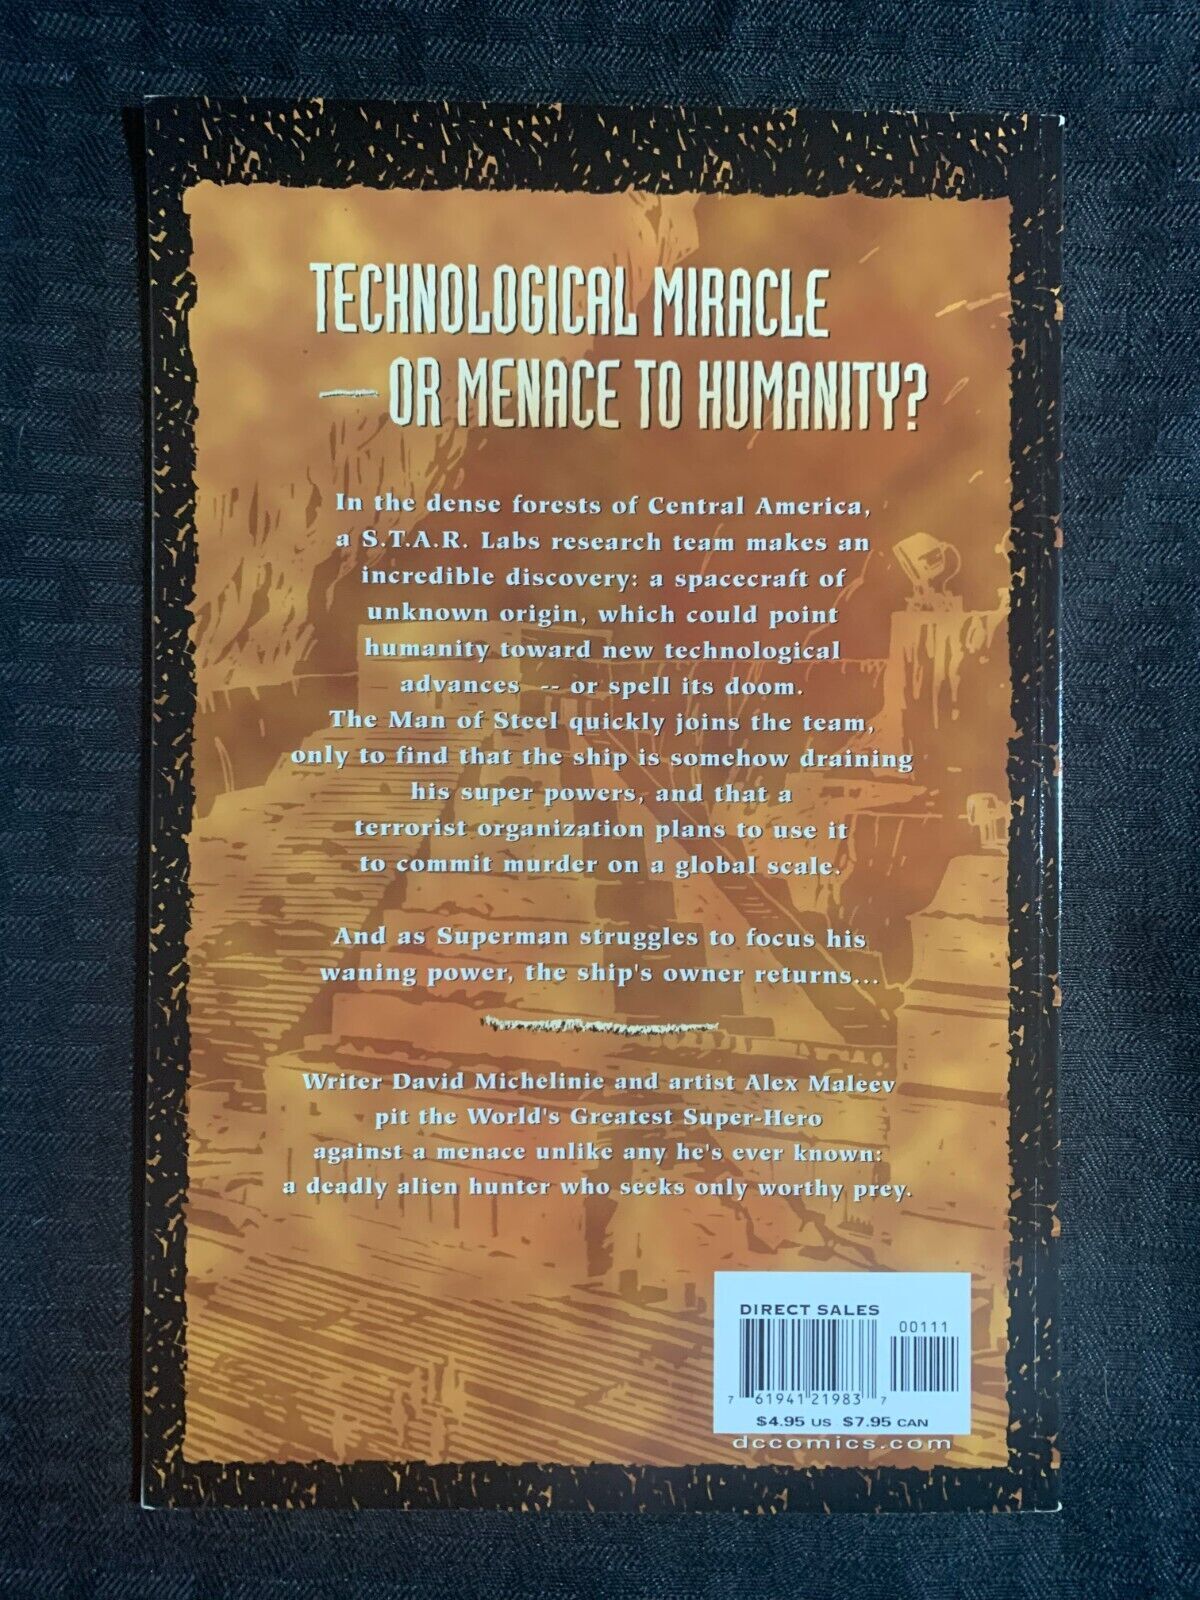 TECHNOLOGICAL MIRACLE
— OR MENACE TO HUMANITY?
In the dense forests of Central America,
a S.T.A.R. Labs research team makes an
incredible discovery: a spacecraft of
unknown origin, which could point
humanity toward new technological
advances -- or spell its doom.
The Man of Steel quickly joins the team,
only to find that the ship is somehow draining
his super powers, and that a
terrorist organization plans to use it
to commit murder on a global scale.
And as Superman struggles to focus his
waning power, the ship's owner returns...
Writer David Michelinie and artist Alex Maleev
pit the World's Greatest Super-Hero
against a menace unlike any he's ever known:
a deadly alien hunter who seeks only worthy prey.
DIRECT SALES
00111
7 61941 21983 7
$4.95 US $7.95 CAN
dccomics.com